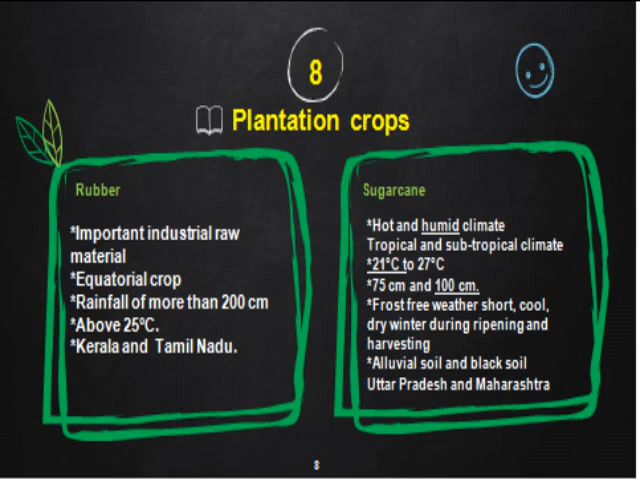 8
Plantation crops
Rubber
*Important industrial raw
material
*Equatorial crop
*Rainfall of more than 200 cm
*Above 25ºC.
*Kerala and Tamil Nadu.
Sugarcane
*Hot and humid climate
Tropical and sub-tropical climate
*21°C to 27°C
*75 cm and 100 cm.
*Frost free weather short, cool,
dry winter during ripening and
harvesting
*Alluvial soil and black soil
Uttar Pradesh and Maharashtra
8